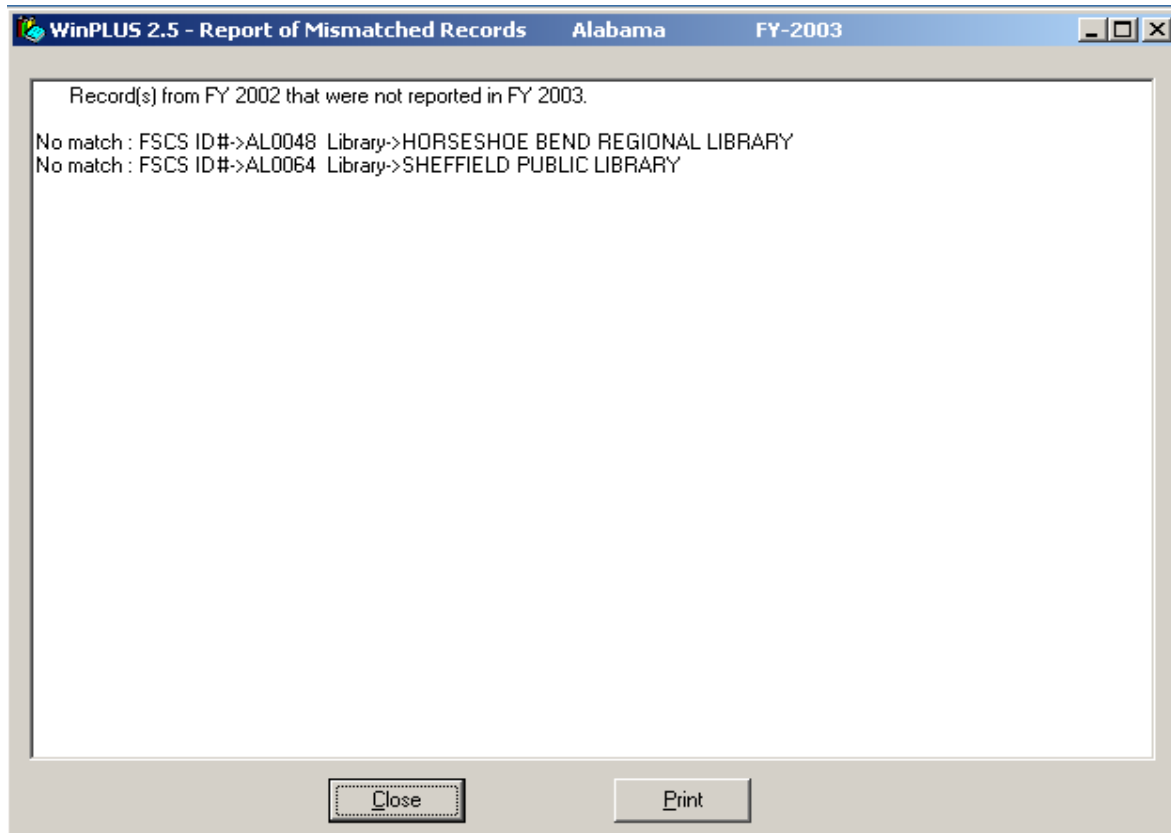 WinPLUS 2.5 - Report of Mismatched Records Alabama FY-2003
Record(s) from FY 2002 that were not reported in FY 2003.
No match : FSCS ID#->AL0048 Library->HORSESHOE BEND REGIONAL LIBRARY
No match : FSCS ID#->AL0064 Library->SHEFFIELD PUBLIC LIBRARY
Close Print